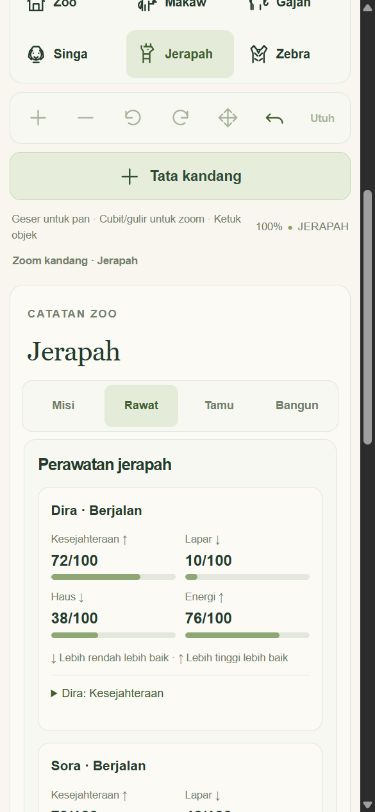 Zoo Makaw Gajah
Singa Jerapah Zebra
Utuh
Tata kandang
Geser untuk pan · Cubit/gulir untuk zoom · Ketuk
objek
100% • JERAPAH
Zoom kandang · Jerapah
CATATAN ZOO
Jerapah
Misi Rawat Tamu Bangun
Perawatan jerapah
Dira · Berjalan
Kesejahteraan ↑ Lapar ↓
72/100 10/100
Haus ↓ Energi ↑
38/100 76/100
↓ Lebih rendah lebih baik · ↑ Lebih tinggi lebih baik
▶ Dira: Kesejahteraan
Sora · Berjalan
Kesejahteraan ↑ Lapar ↓